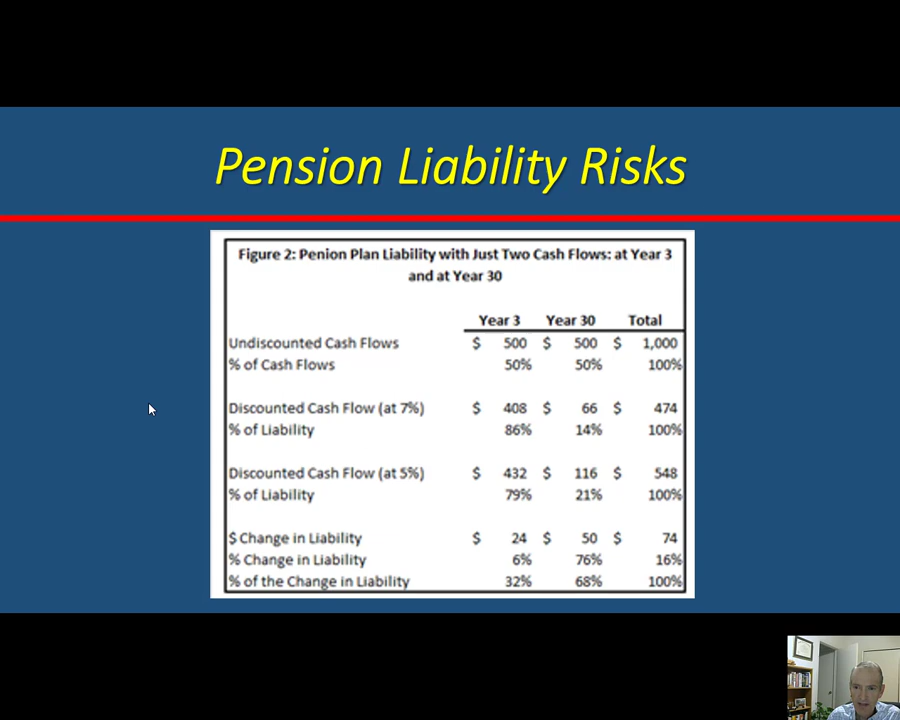 Pension Liability Risks
Figure 2: Penion Plan Liability with Just Two Cash Flows: at Year 3
and at Year 30
Year 3 Year 30 Total
Undiscounted Cash Flows $ 500 $ 500 $ 1,000
% of Cash Flows 50% 50% 100%
Discounted Cash Flow (at 7%) $ 408 $ 66 $ 474
% of Liability 86% 14% 100%
Discounted Cash Flow (at 5%) $ 432 $ 116 $ 548
% of Liability 79% 21% 100%
$ Change in Liability $ 24 $ 50 $ 74
% Change in Liability 6% 76% 16%
% of the Change in Liability 32% 68% 100%